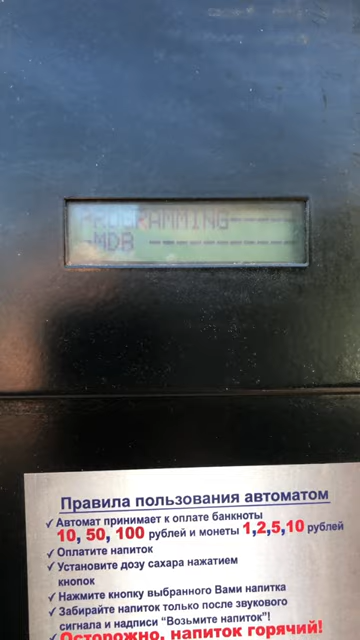 PROGRAMMING-----
-MDB -----------
Правила пользования автоматом
✓ Автомат принимает к оплате банкноты
10, 50, 100 рублей и монеты 1,2,5,10 рублей
✓ Оплатите напиток
✓ Установите дозу сахара нажатием
кнопок
✓ Нажмите кнопку выбранного Вами напитка
✓ Забирайте напиток только после звукового
сигнала и надписи "Возьмите напиток"!
✓ Осторожно, напиток горячий!